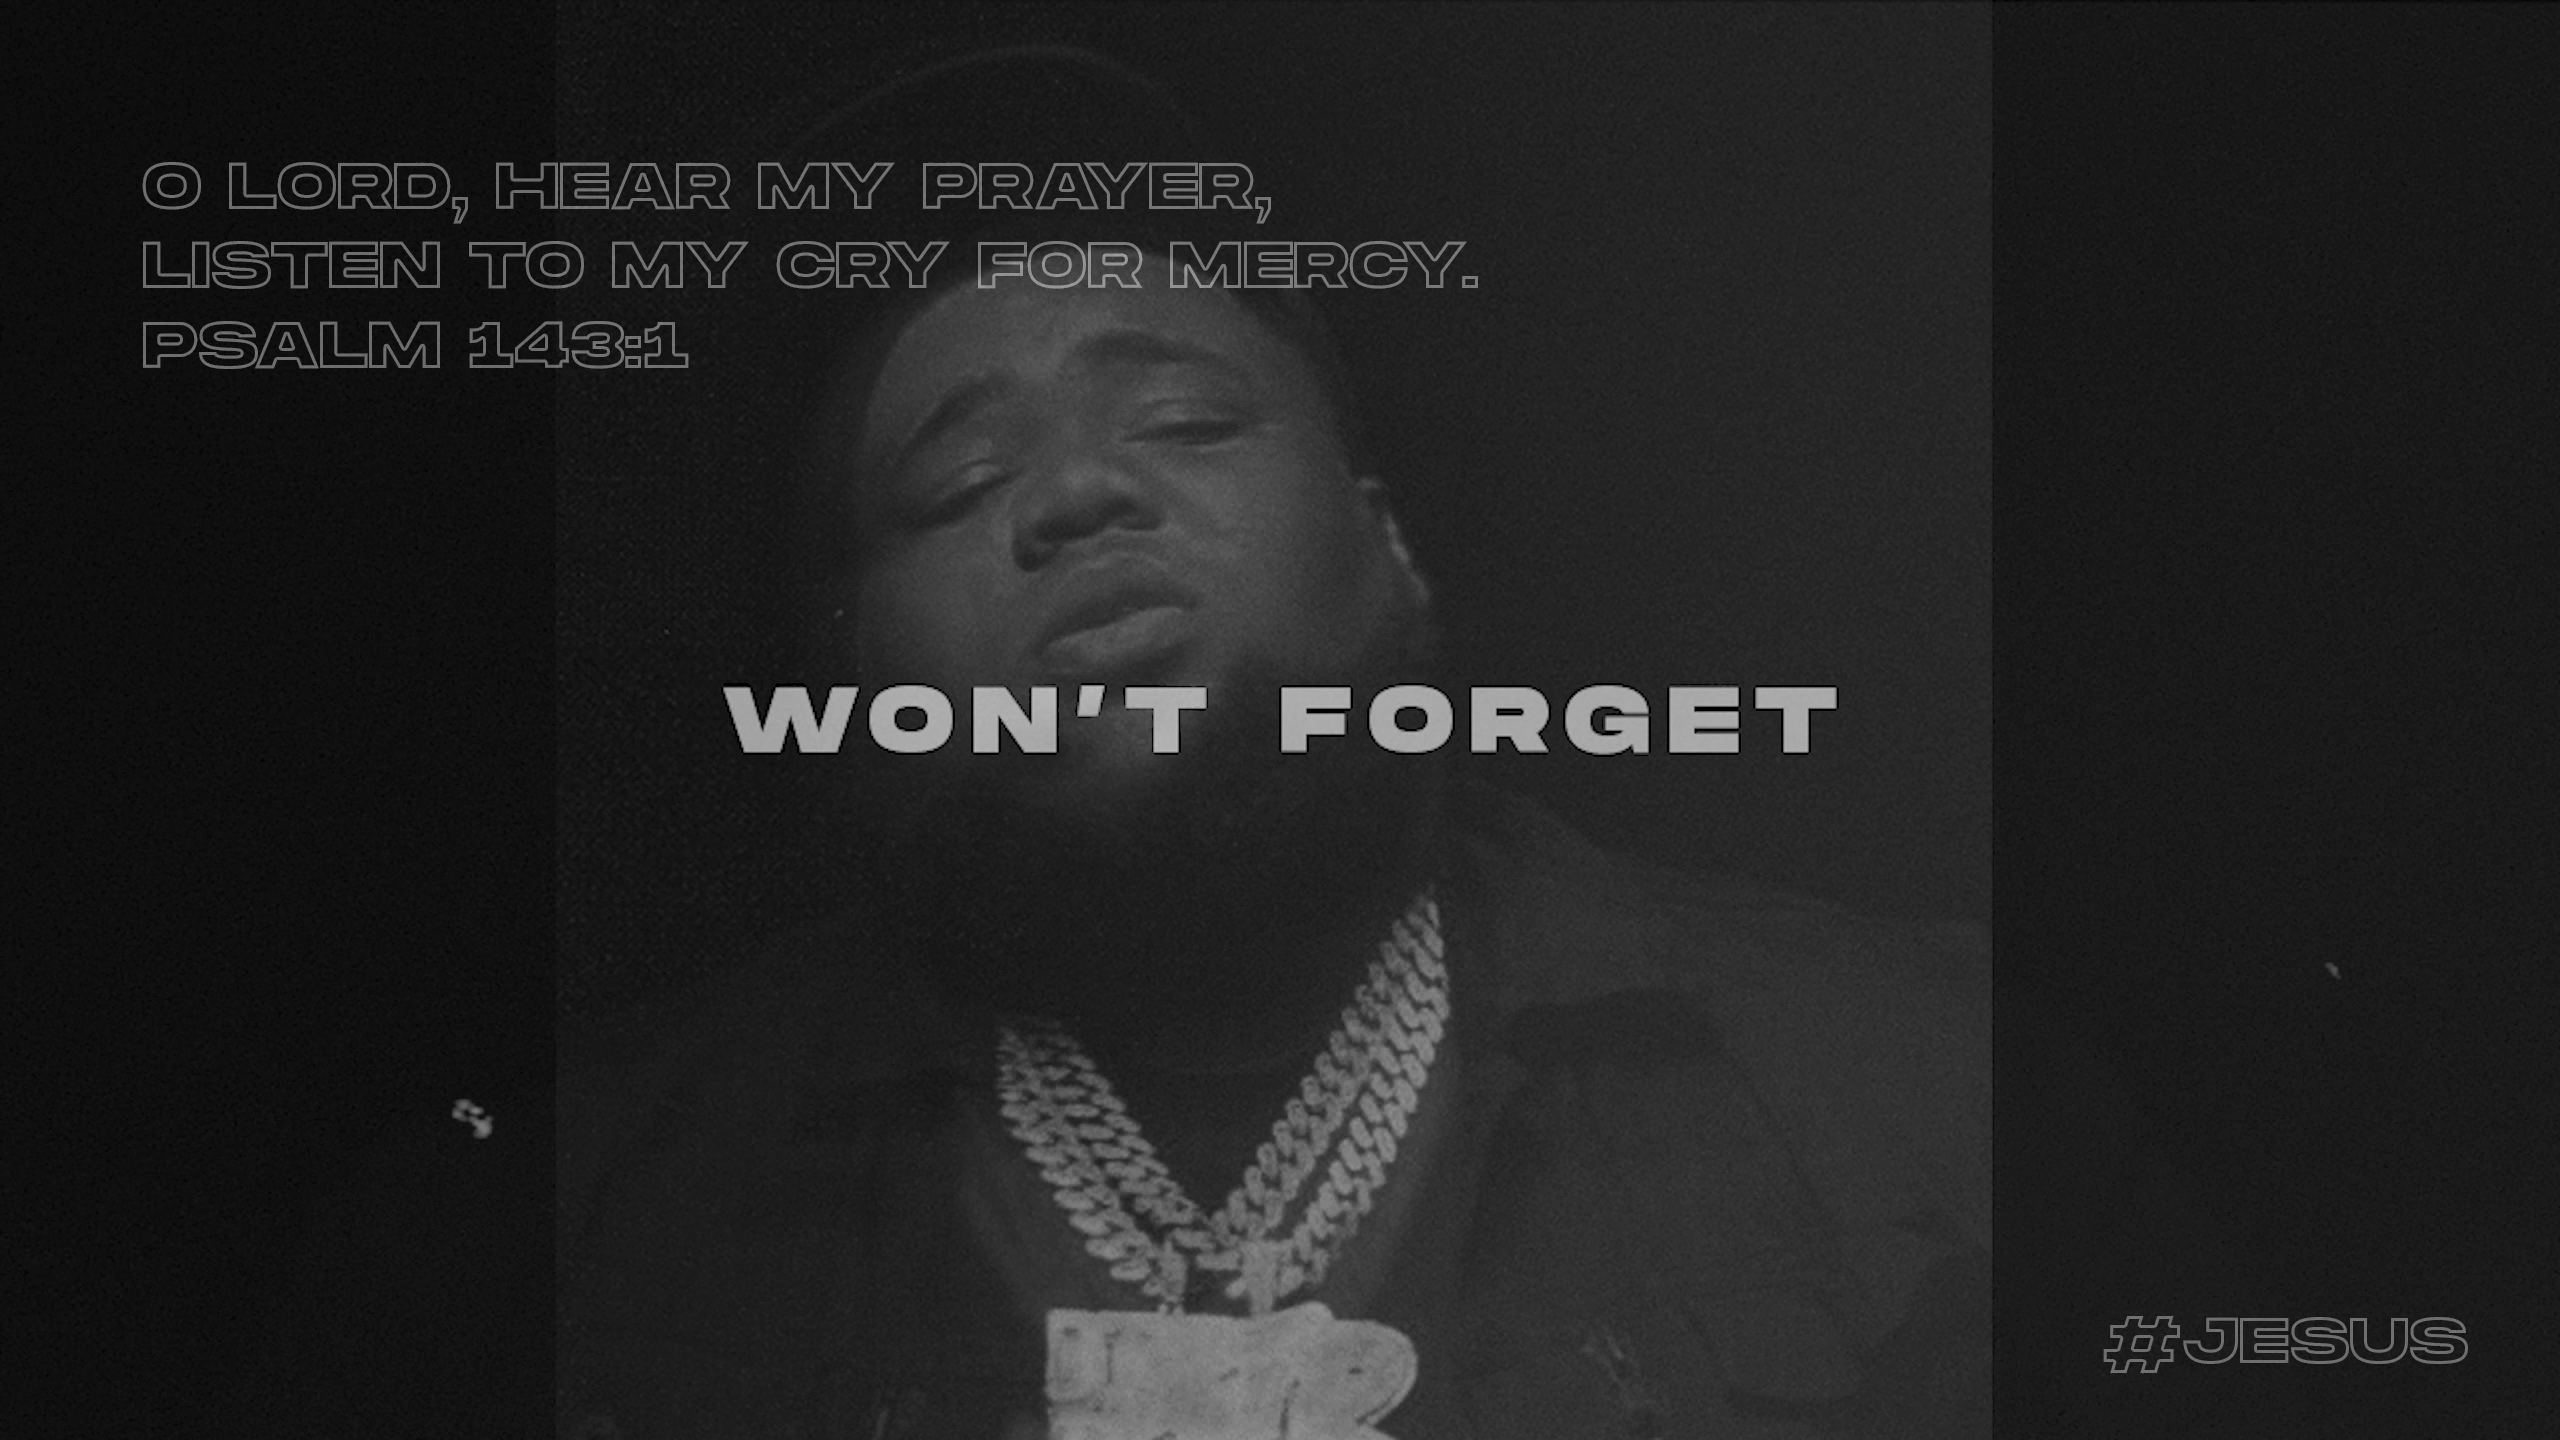 O LORD, HEAR MY PRAYER,
LISTEN TO MY CRY FOR MERCY.
PSALM 143:1
WON'T FORGET
#JESUS